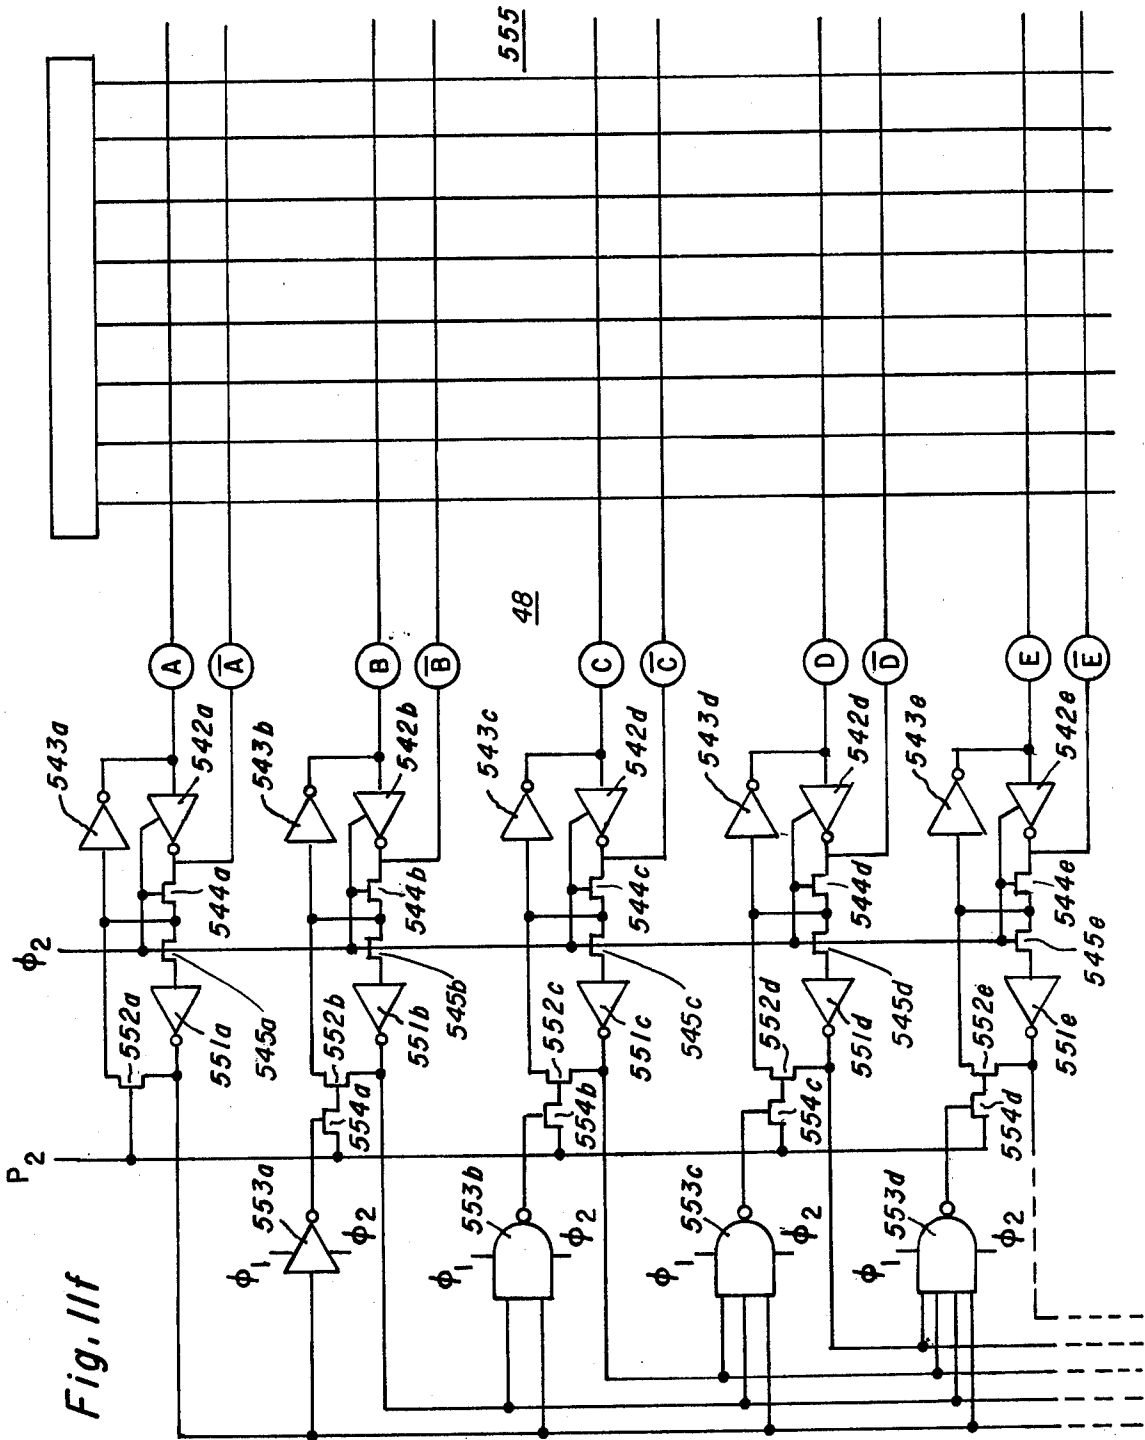 Fig. 11f
555
48
A
A̅
B
B̅
C
C̅
D
D̅
E
E̅
543a
542a
543b
542b
543c
542d
543d
542d
543e
542e
544a
544b
544c
544d
544e
Φ2
545a
545b
545c
545d
545e
552a
551a
552b
551b
552c
551c
552d
551d
552e
551e
P2
554a
554b
554c
554d
553a
Φ1
Φ2
553b
Φ1
Φ2
553c
Φ1
Φ2
553d
Φ1
Φ2